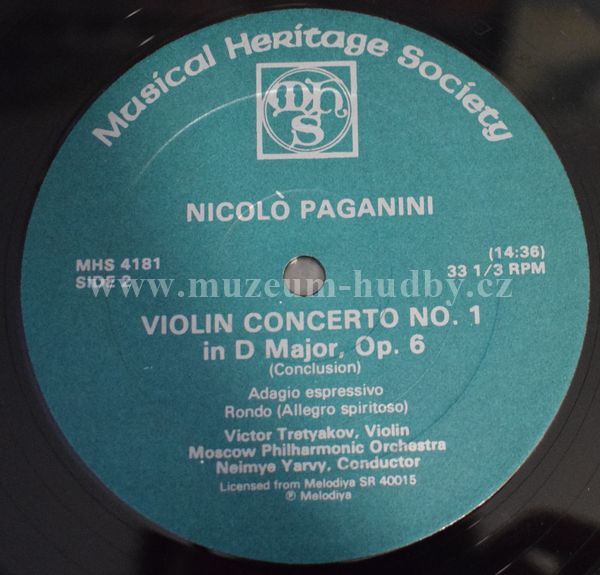 Musical Heritage Society
mhs
NICOLÒ PAGANINI
MHS 4181
SIDE 2
(14:36)
33 1/3 RPM
www.muzeum-hudby.cz
VIOLIN CONCERTO NO. 1
in D Major, Op. 6
(Conclusion)
Adagio espressivo
Rondo (Allegro spiritoso)
Victor Tretyakov, Violin
Moscow Philharmonic Orchestra
Neimye Yarvy, Conductor
Licensed from Melodiya SR 40015
℗ Melodiya